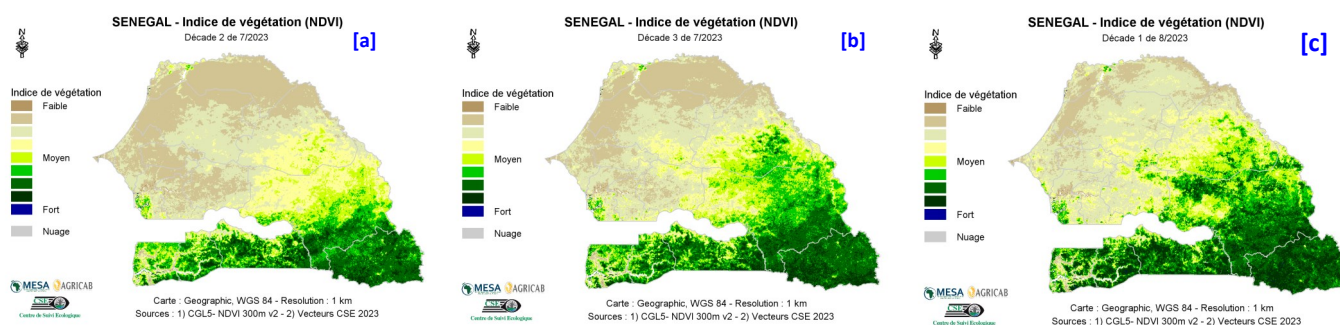 SENEGAL - Indice de végétation (NDVI)
Décade 2 de 7/2023
[a]
N
Indice de végétation
Faible
Moyen
Fort
Nuage
MESA AGRICAB
CSE
Centre de Suivi Ecologique
Carte : Geographic, WGS 84 - Resolution : 1 km
Sources : 1) CGL5- NDVI 300m v2 - 2) Vecteurs CSE 2023
SENEGAL - Indice de végétation (NDVI)
Décade 3 de 7/2023
[b]
N
Indice de végétation
Faible
Moyen
Fort
Nuage
MESA AGRICAB
CSE
Centre de Suivi Ecologique
Carte : Geographic, WGS 84 - Resolution : 1 km
Sources : 1) CGL5- NDVI 300m v2 - 2) Vecteurs CSE 2023
SENEGAL - Indice de végétation (NDVI)
Décade 1 de 8/2023
[c]
N
Indice de végétation
Faible
Moyen
Fort
Nuage
MESA AGRICAB
CSE
Centre de Suivi Ecologique
Carte : Geographic, WGS 84 - Resolution : 1 km
Sources : 1) CGL5- NDVI 300m v2 - 2) Vecteurs CSE 2023